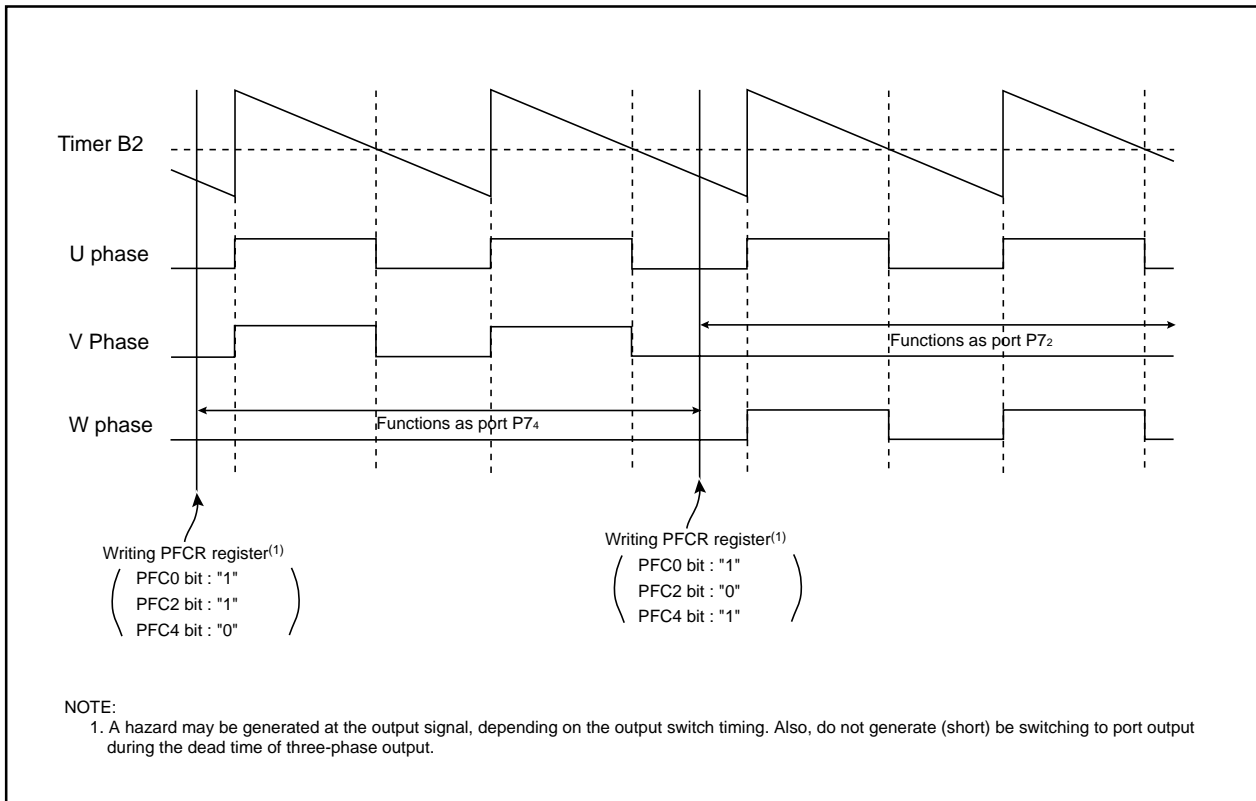 Timer B2
U phase
V Phase
Functions as port P72
W phase
Functions as port P74
Writing PFCR register(1)
PFC0 bit : "1"
PFC2 bit : "1"
PFC4 bit : "0"
Writing PFCR register(1)
PFC0 bit : "1"
PFC2 bit : "0"
PFC4 bit : "1"
NOTE:
1. A hazard may be generated at the output signal, depending on the output switch timing. Also, do not generate (short) be switching to port output
during the dead time of three-phase output.